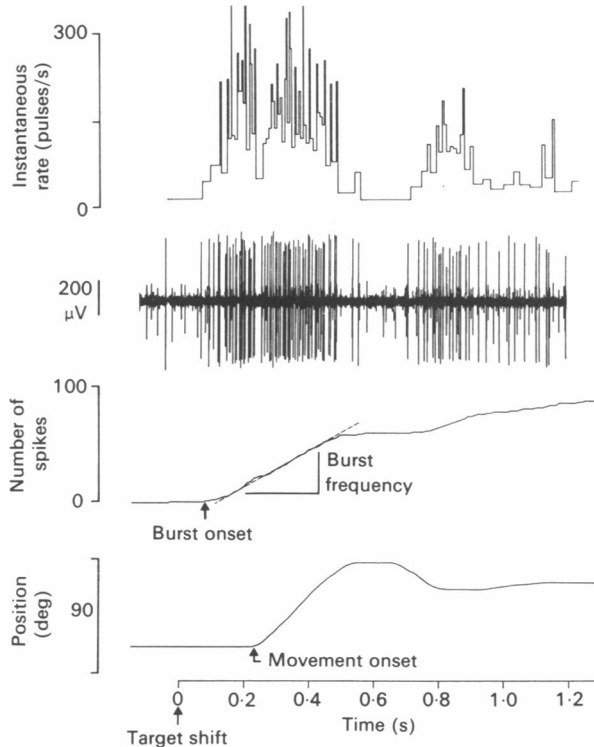 300
Instantaneous
rate (pulses/s)
0
200
µV
100
Number of
spikes
0
Burst
frequency
Burst onset
Position
(deg)
90
Movement onset
0 0·2 0·4 0·6 0·8 1·0 1·2
Time (s)
Target shift